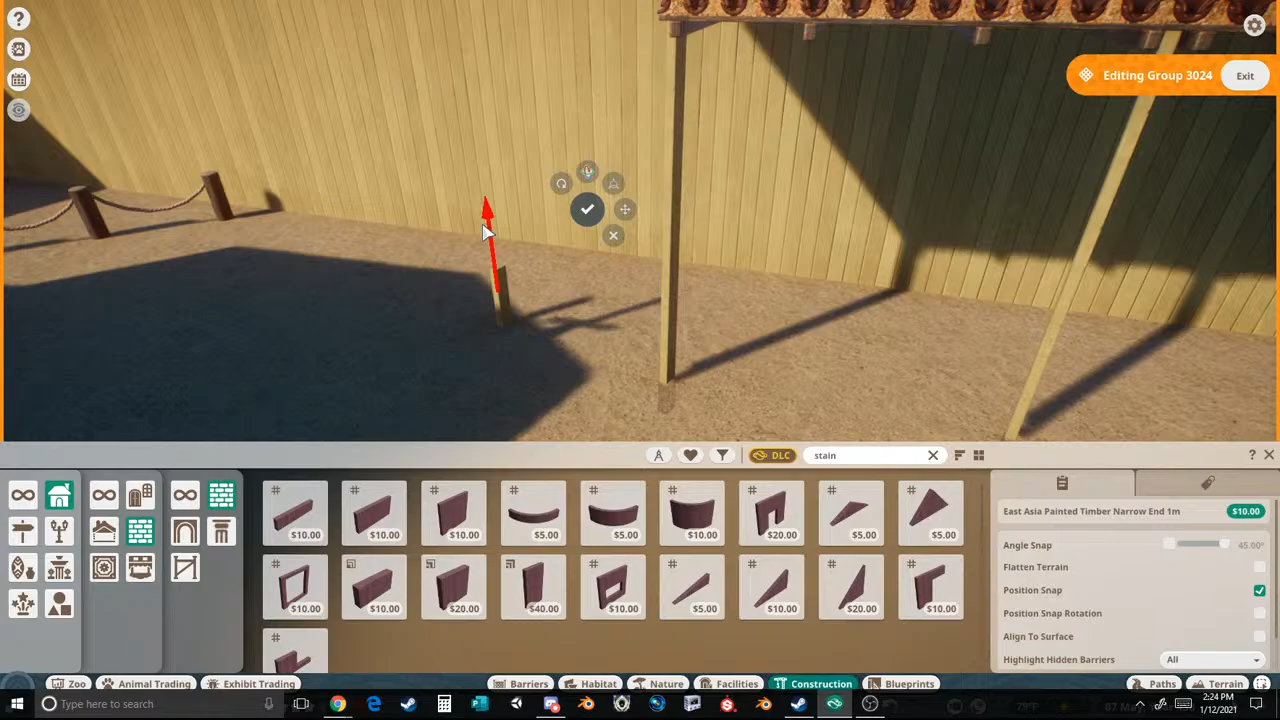 Editing Group 3024
Exit
DLC
stain
?
$10.00 $10.00 $10.00 $5.00 $5.00 $10.00 $20.00 $5.00 $5.00
$10.00 $10.00 $20.00 $40.00 $10.00 $5.00 $10.00 $20.00 $10.00
East Asia Painted Timber Narrow End 1m $10.00
Angle Snap 45.00°
Flatten Terrain
Position Snap
Position Snap Rotation
Align To Surface
Highlight Hidden Barriers All
Zoo Animal Trading Exhibit Trading Barriers Habitat Nature Facilities Construction Blueprints Paths Terrain
Type here to search
2:24 PM
1/12/2021